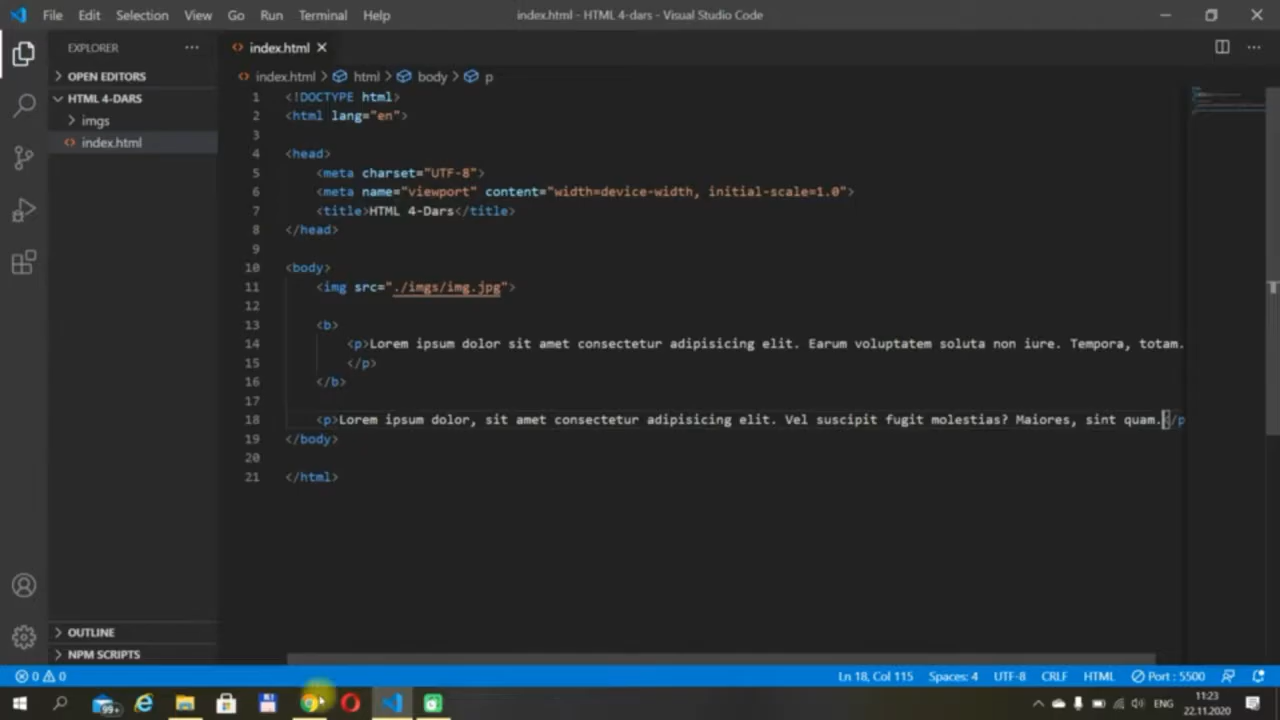 File Edit Selection View Go Run Terminal Help index.html - HTML 4-dars - Visual Studio Code
EXPLORER
OPEN EDITORS
HTML 4-DARS
imgs
index.html
OUTLINE
NPM SCRIPTS
index.html
index.html > html > body > p
1 <!DOCTYPE html>
2 <html lang="en">
3
4 <head>
5 <meta charset="UTF-8">
6 <meta name="viewport" content="width=device-width, initial-scale=1.0">
7 <title>HTML 4-Dars</title>
8 </head>
9
10 <body>
11 <img src="./imgs/img.jpg">
12
13 <b>
14 <p>Lorem ipsum dolor sit amet consectetur adipisicing elit. Earum voluptatem soluta non iure. Tempora, totam.
15 </p>
16 </b>
17
18 <p>Lorem ipsum dolor, sit amet consectetur adipisicing elit. Vel suscipit fugit molestias? Maiores, sint quam.</p
19 </body>
20
21 </html>
0 0 Ln 18, Col 115 Spaces: 4 UTF-8 CRLF HTML Port : 5500
99+ ENG 11:23
22.11.2020